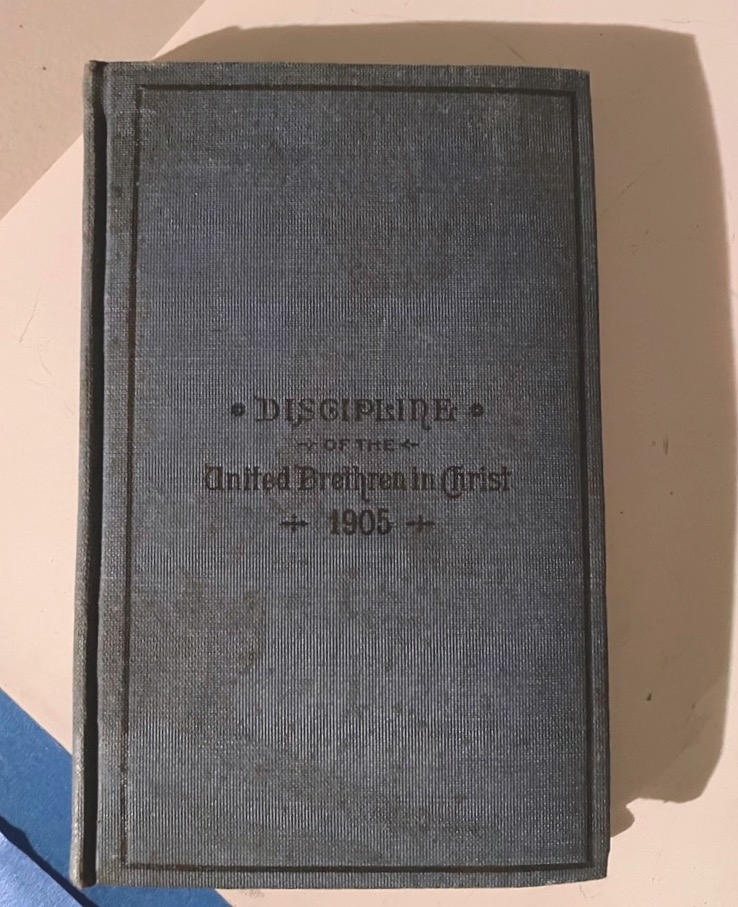 DISCIPLINE
OF THE
United Brethren in Christ
1905